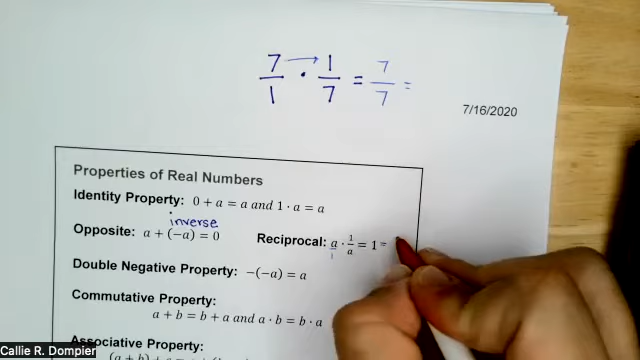 7/1 · 1/7 = 7/7 =
7/16/2020
Properties of Real Numbers
Identity Property: 0 + a = a and 1 · a = a
inverse
Opposite: a + (−a) = 0
Reciprocal: a/1 · 1/a = 1 =
Double Negative Property: −(−a) = a
Commutative Property:
a + b = b + a and a · b = b · a
Associative Property:
Callie R. Dompier